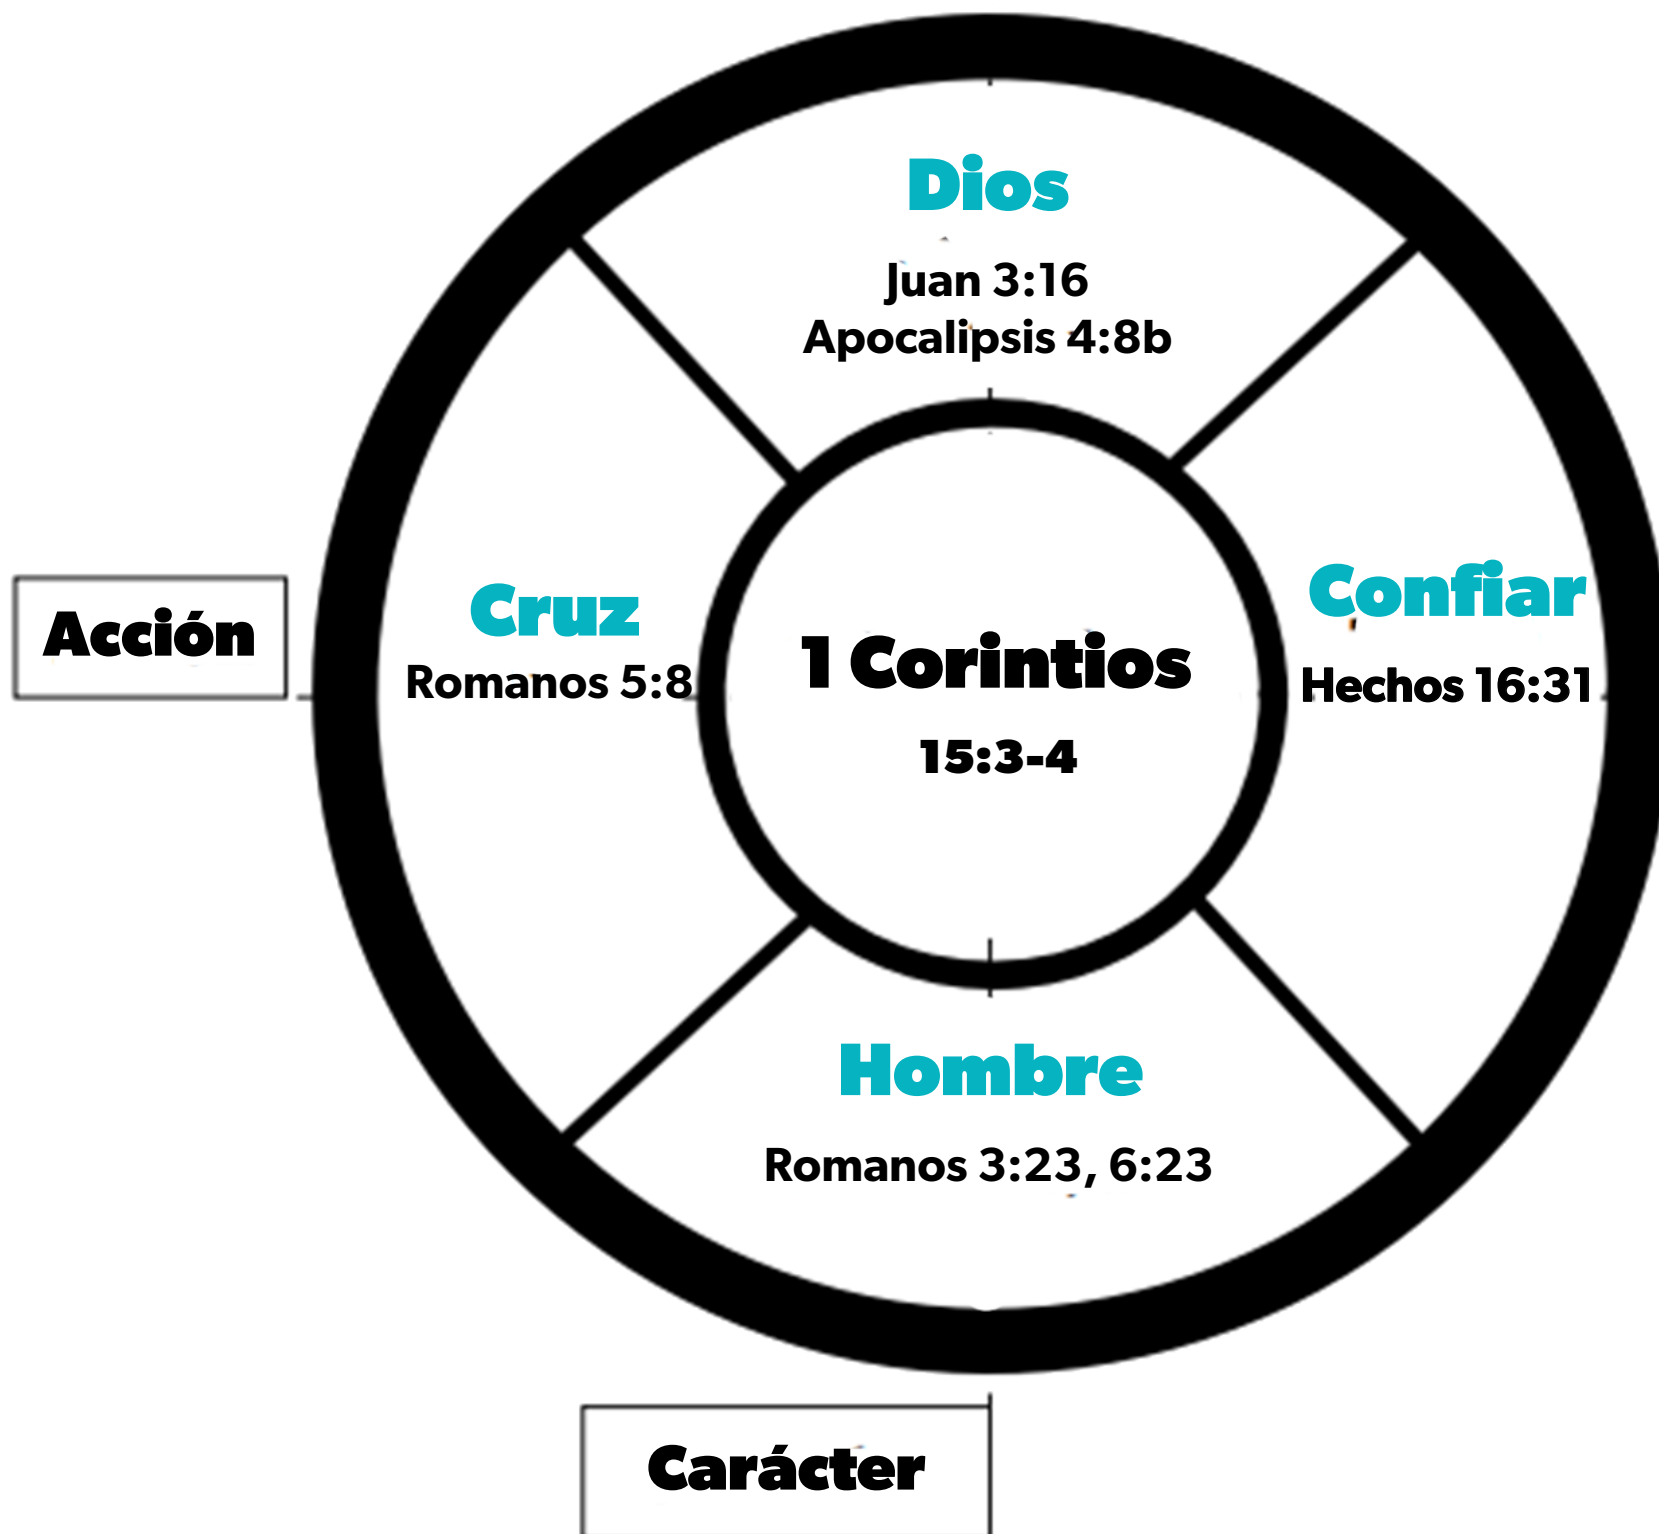 Dios
Juan 3:16
Apocalipsis 4:8b
Acción
Cruz
Romanos 5:8
1 Corintios
15:3-4
Confiar
Hechos 16:31
Hombre
Romanos 3:23, 6:23
Carácter